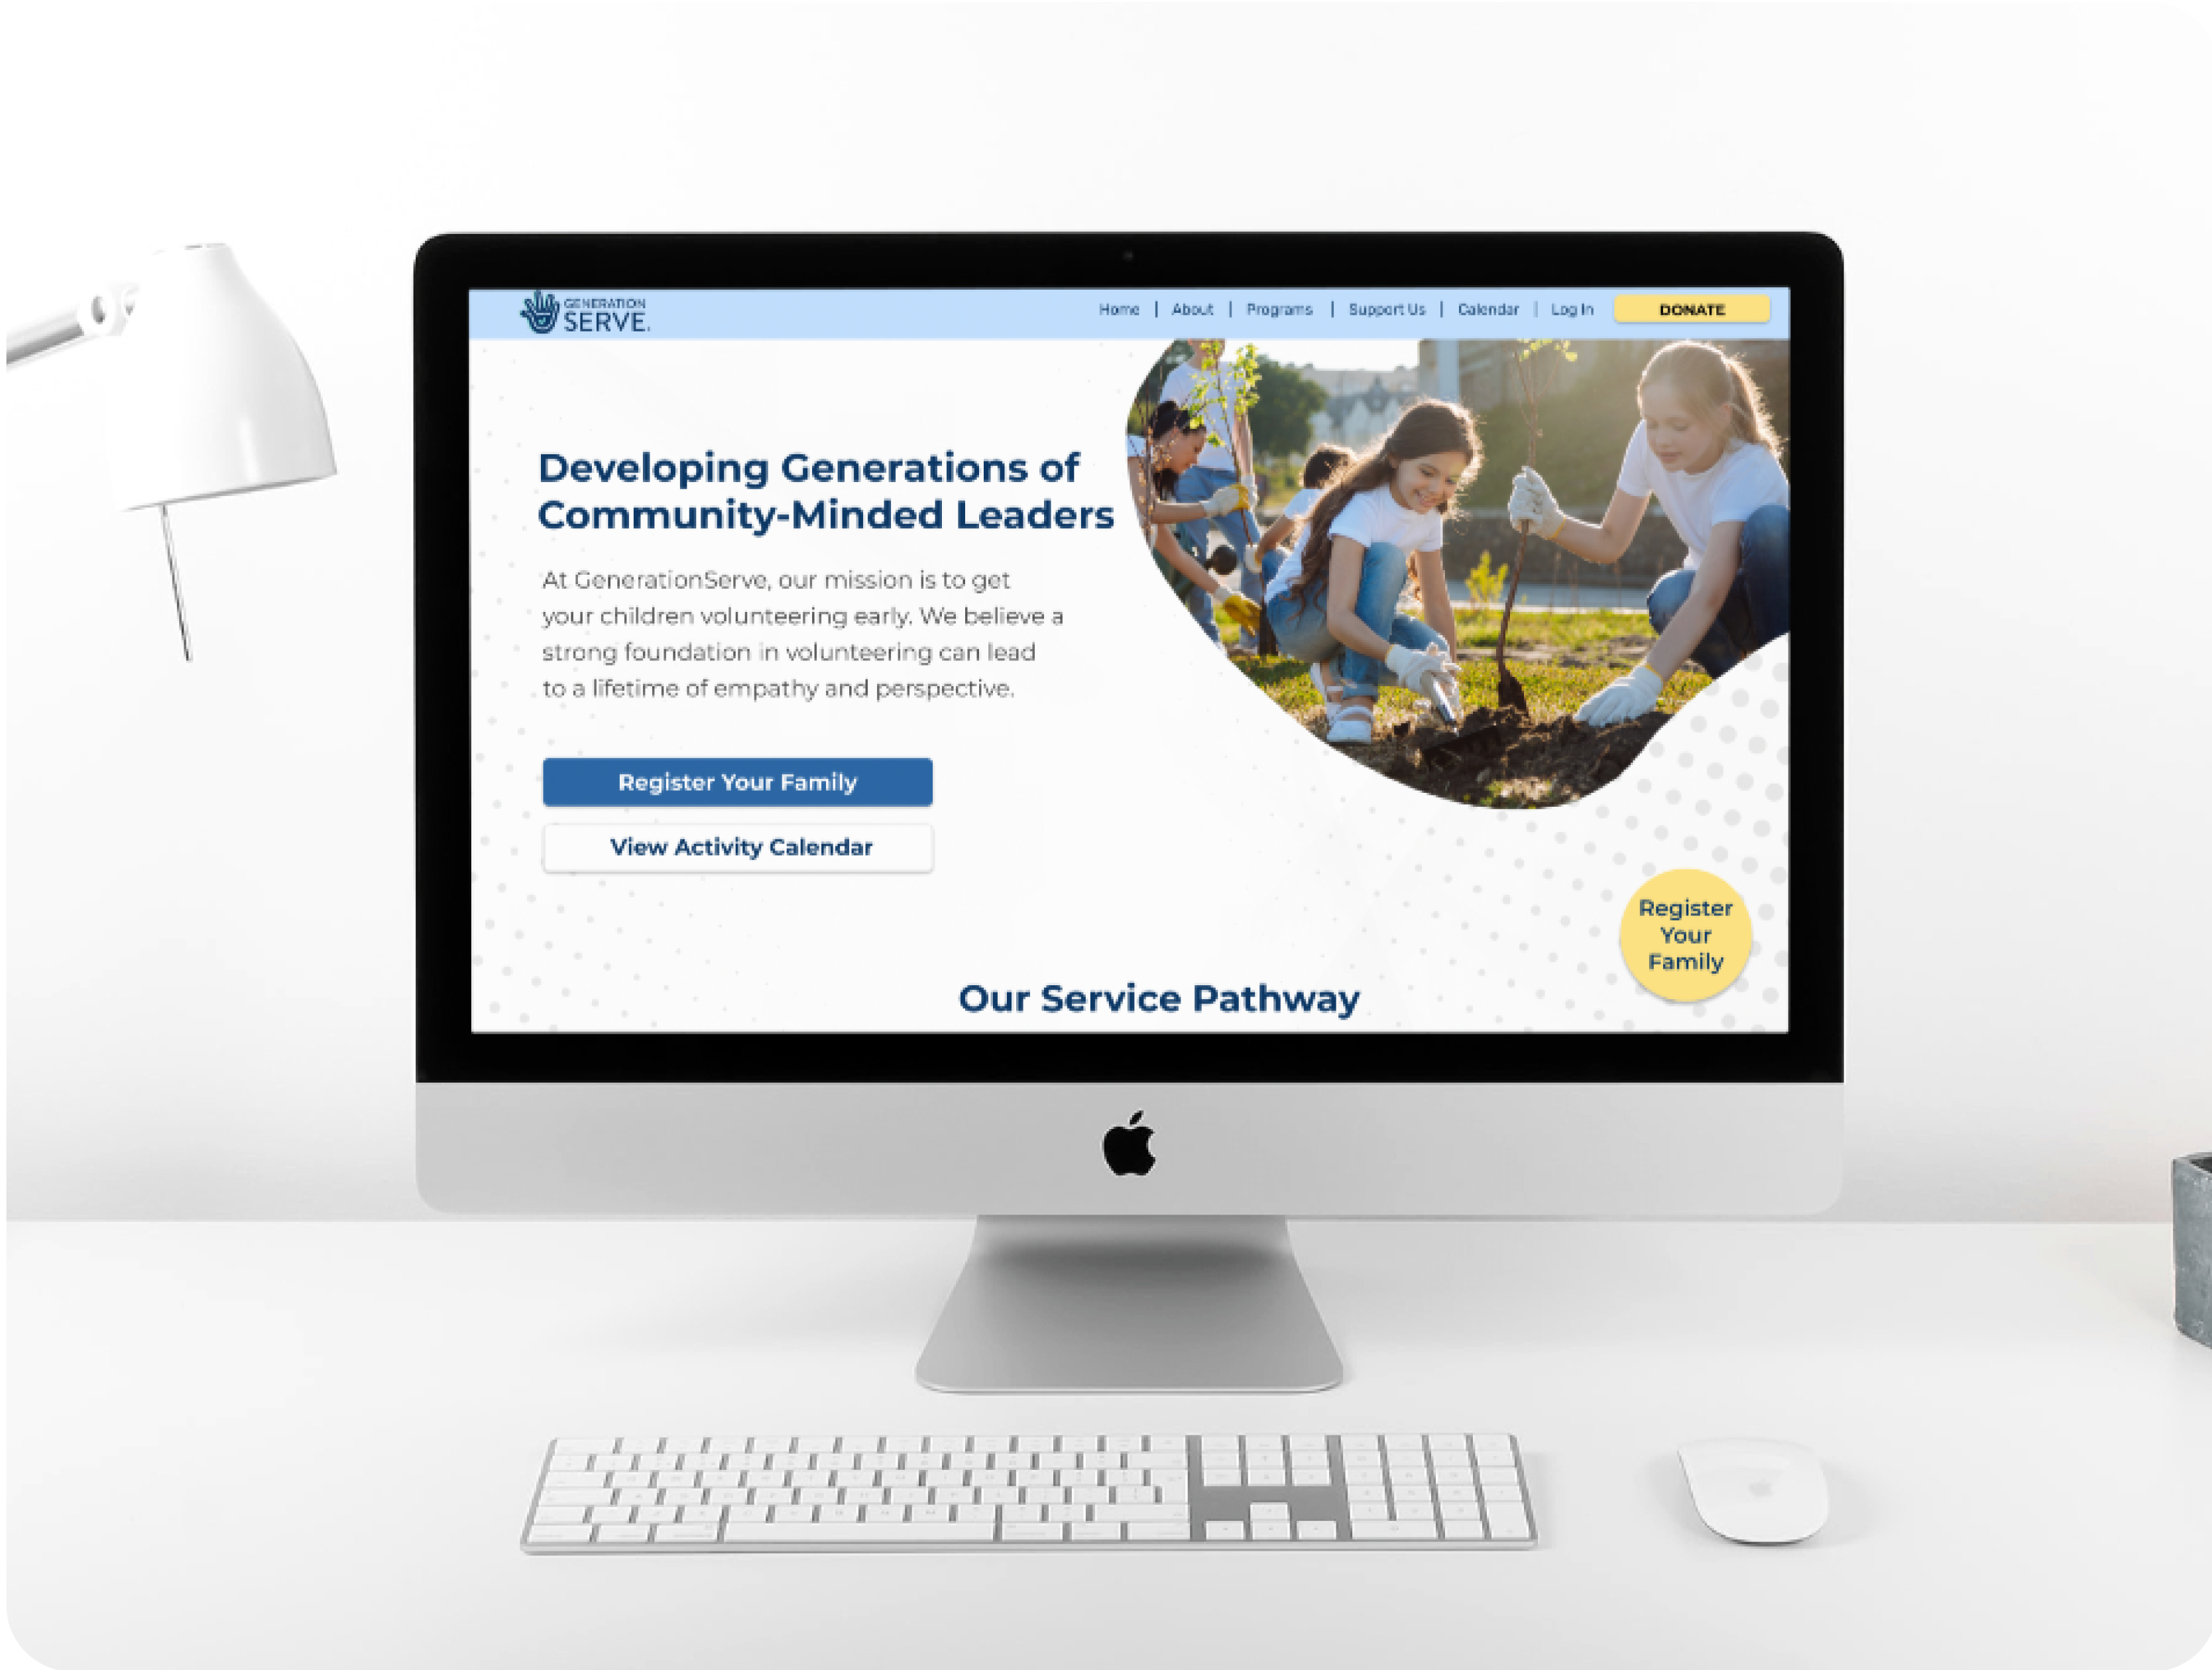 GENERATION
SERVE.
Home | About | Programs | Support Us | Calendar | Log In
DONATE
Developing Generations of
Community-Minded Leaders
At GenerationServe, our mission is to get
your children volunteering early. We believe a
strong foundation in volunteering can lead
to a lifetime of empathy and perspective.
Register Your Family
View Activity Calendar
Register
Your
Family
Our Service Pathway